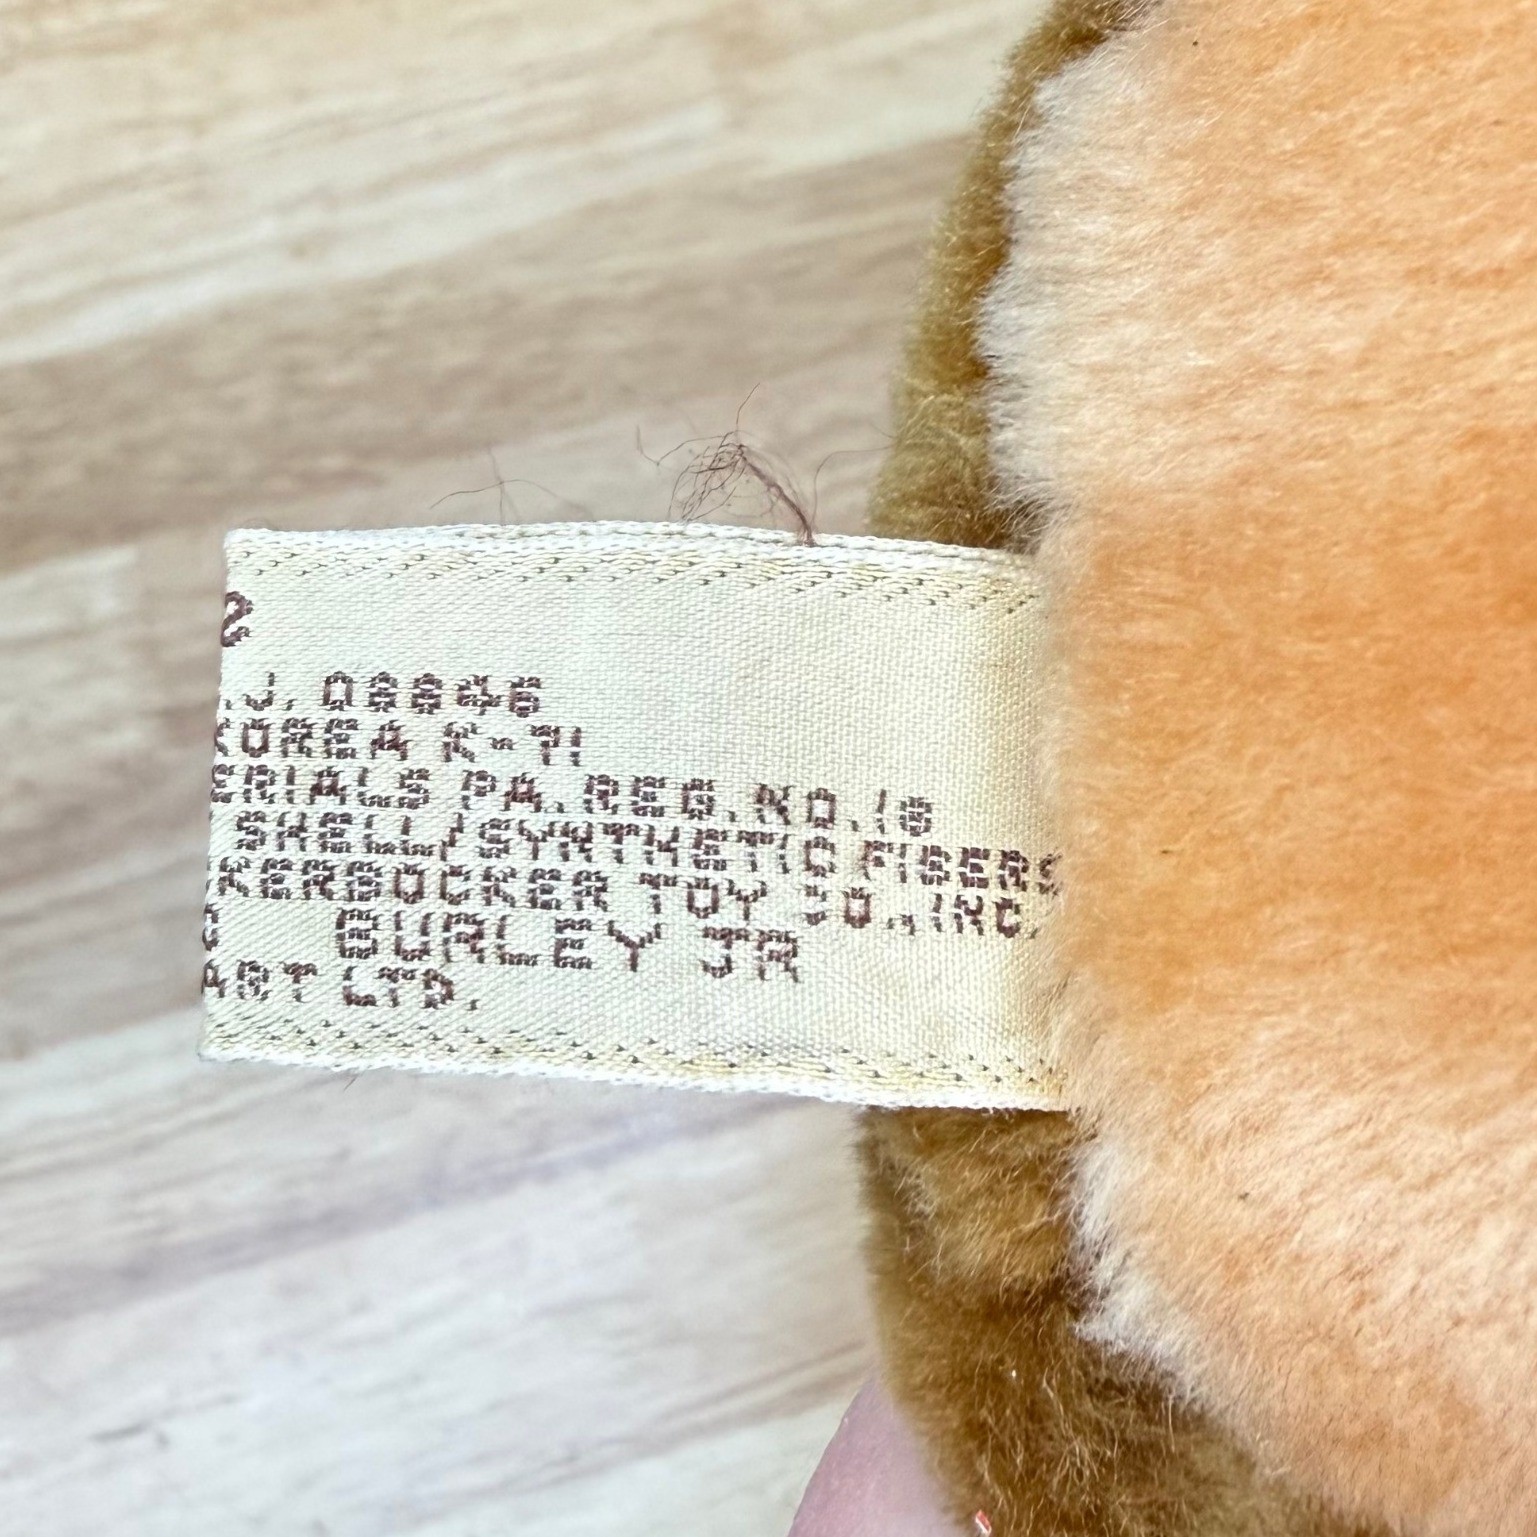 2
.J. 08846
KOREA K-71
ERIALS PA.REG.NO.18
SHELL/SYNTHETIC FIBERS
KERBOCKER TOY CO.,INC.
BURLEY JR
ART LTD.